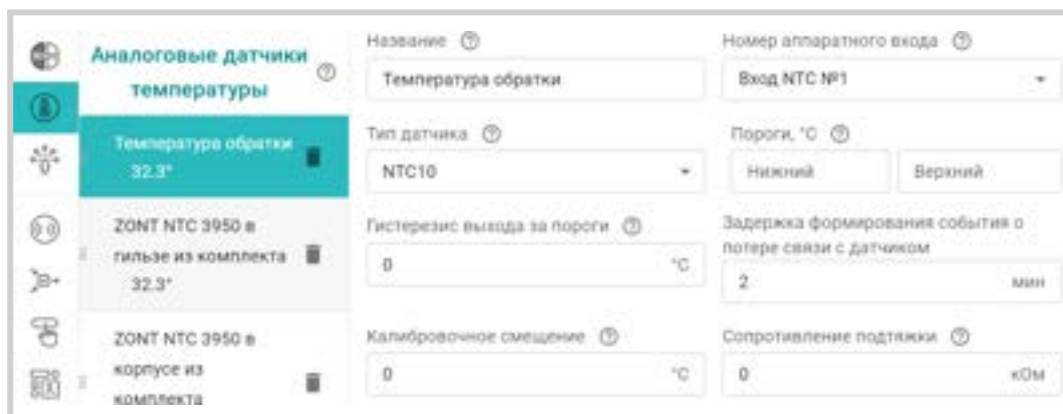 Аналоговые датчики
температуры
Температура обратки
32.3°
ZONT NTC 3950 в
гильзе из комплекта
32.3°
ZONT NTC 3950 в
корпусе из
комплекта
Название
Температура обратки
Номер аппаратного входа
Вход NTC №1
Тип датчика
NTC10
Пороги, °C
Нижний
Верхний
Гистерезис выхода за пороги
0 °C
Задержка формирования события о
потере связи с датчиком
2 мин
Калибровочное смещение
0 °C
Сопротивление подтяжки
0 кОм